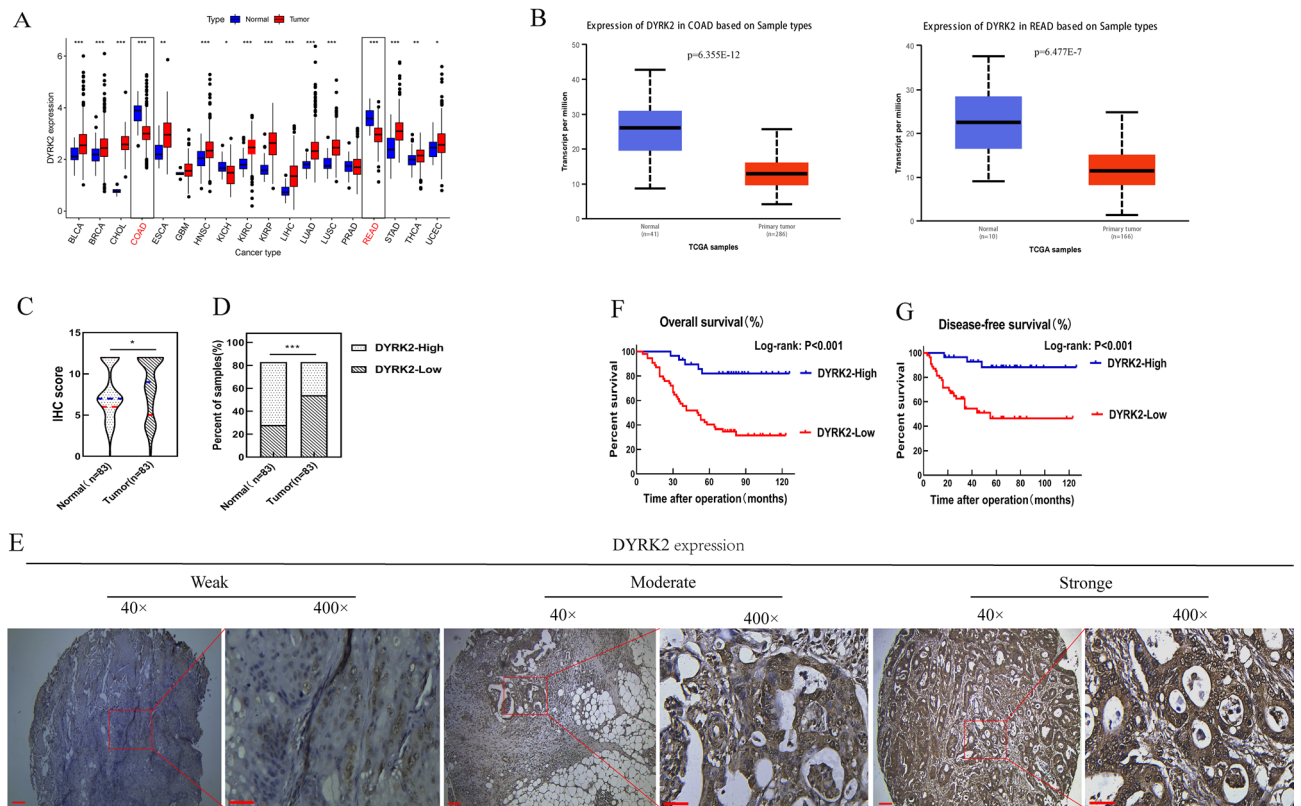 A
Type Normal Tumor
*** *** *** *** ** *** * *** *** *** *** *** *** *** ** *
DYRK2 expression
6
4
2
0
BLCA BRCA CHOL COAD ESCA GBM HNSC KICH KIRC KIRP LIHC LUAD LUSC PRAD READ STAD THCA UCEC
Cancer type
B
Expression of DYRK2 in COAD based on Sample types
p=6.355E-12
Transcript per million
50
40
30
20
10
0
Normal
(n=41)
Primary tumor
(n=286)
TCGA samples
Expression of DYRK2 in READ based on Sample types
p=6.477E-7
Transcript per million
40
30
20
10
0
Normal
(n=10)
Primary tumor
(n=166)
TCGA samples
C
*
IHC score
15
10
5
0
Normal( n=83)
Tumor(n=83)
D
***
Percent of samples(%)
100
80
60
40
20
0
Normal( n=83)
Tumor(n=83)
DYRK2-High
DYRK2-Low
F
Overall survival(%)
Log-rank: P<0.001
Percent survival
100
80
60
40
20
0
0 30 60 90 120
Time after operation(months)
DYRK2-High
DYRK2-Low
G
Disease-free survival(%)
Log-rank: P<0.001
Percent survival
100
80
60
40
20
0
0 20 40 60 80 100 120
Time after operation(months)
DYRK2-High
DYRK2-Low
E
DYRK2 expression
Weak Moderate Stronge
40× 400× 40× 400× 40× 400×